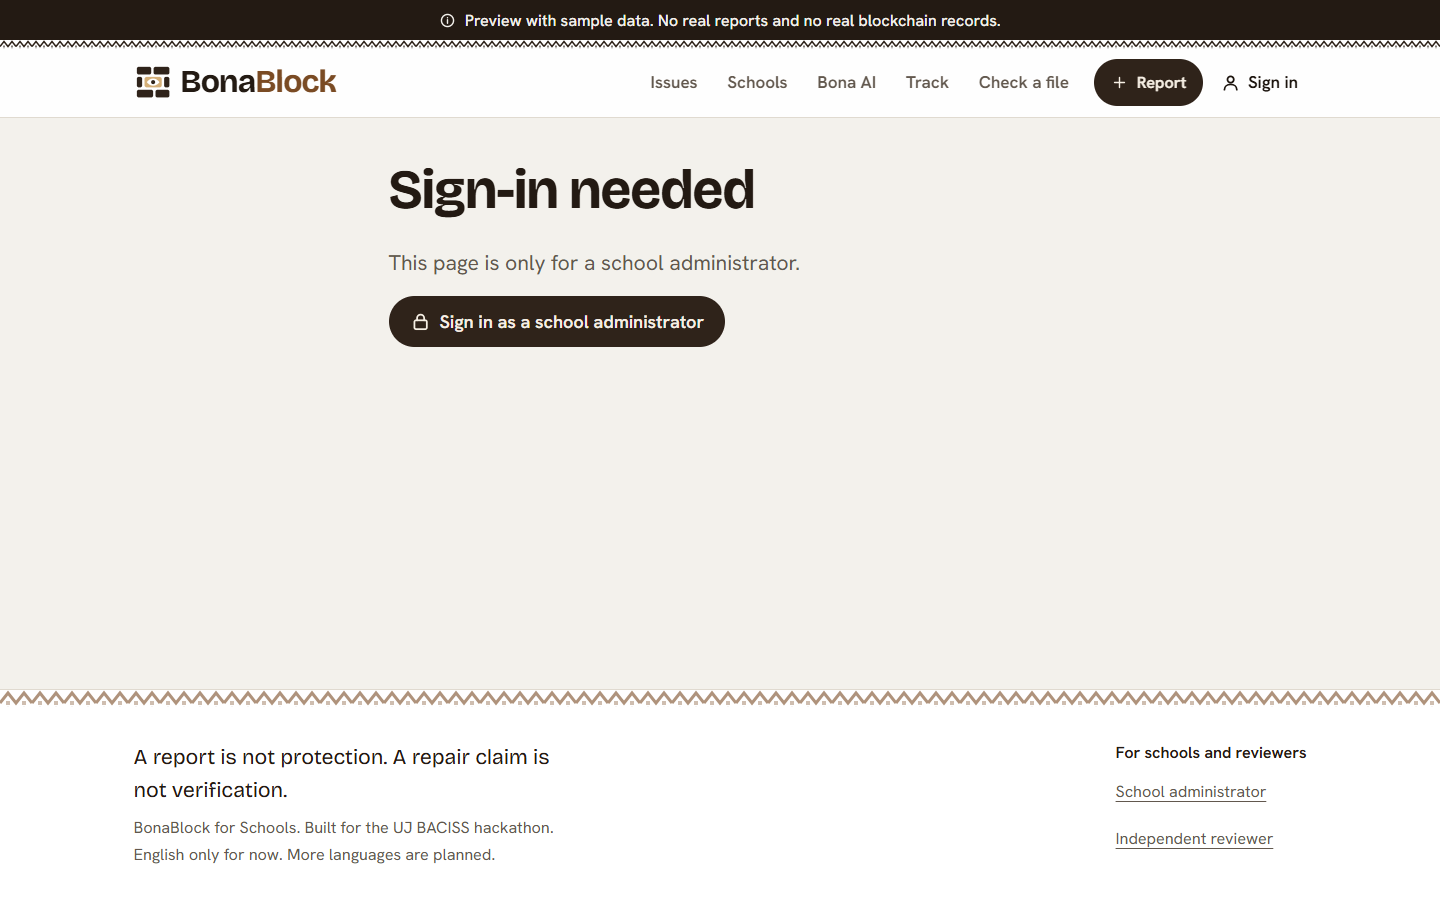 Preview with sample data. No real reports and no real blockchain records.
BonaBlock
Issues
Schools
Bona AI
Track
Check a file
Report
Sign in
Sign-in needed
This page is only for a school administrator.
Sign in as a school administrator
A report is not protection. A repair claim is
not verification.
BonaBlock for Schools. Built for the UJ BACISS hackathon.
English only for now. More languages are planned.
For schools and reviewers
School administrator
Independent reviewer